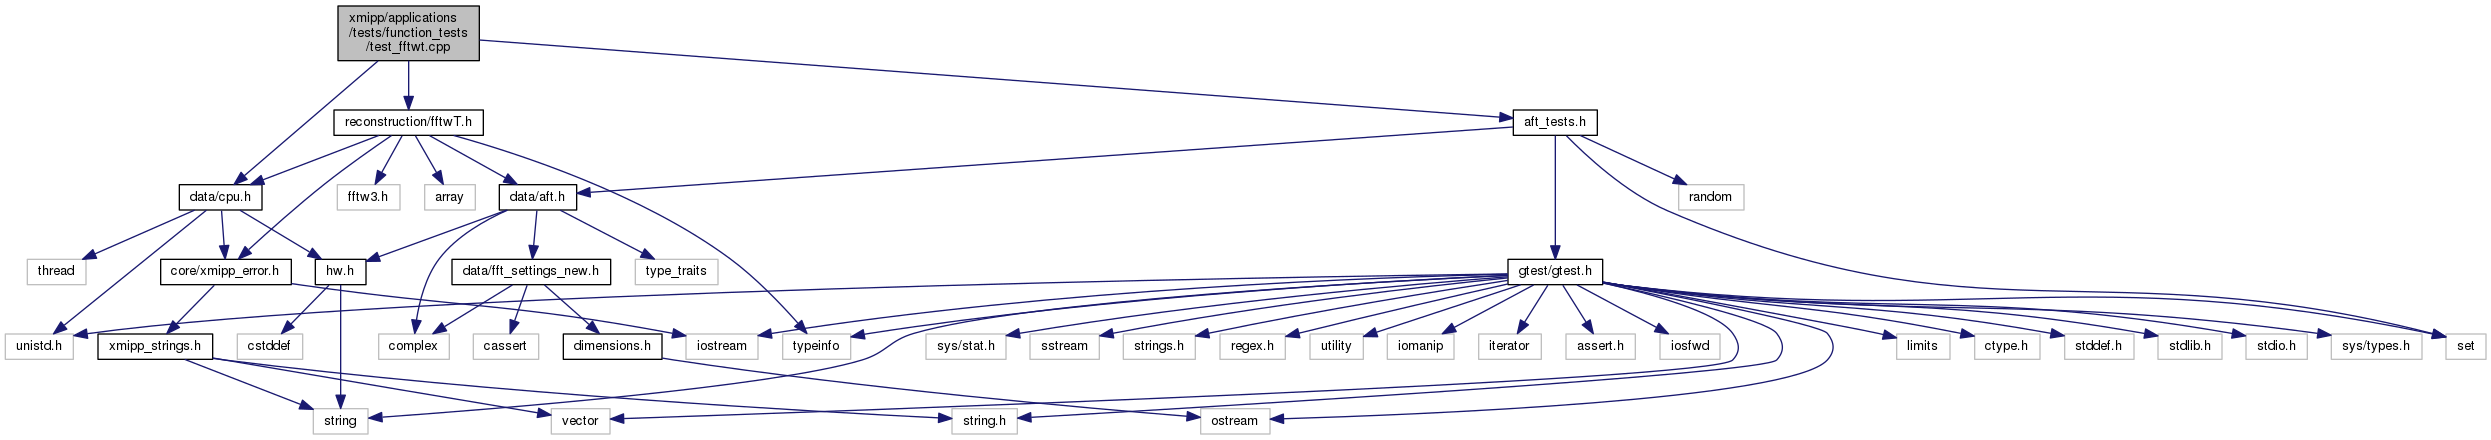 xmipp/applications
/tests/function_tests
/test_fftwt.cpp
reconstruction/fftwT.h
aft_tests.h
data/cpu.h
fftw3.h
array
data/aft.h
random
thread
core/xmipp_error.h
hw.h
data/fft_settings_new.h
type_traits
gtest/gtest.h
unistd.h
xmipp_strings.h
cstddef
complex
cassert
dimensions.h
iostream
typeinfo
sys/stat.h
sstream
strings.h
regex.h
utility
iomanip
iterator
assert.h
iosfwd
limits
ctype.h
stddef.h
stdlib.h
stdio.h
sys/types.h
set
string
vector
string.h
ostream